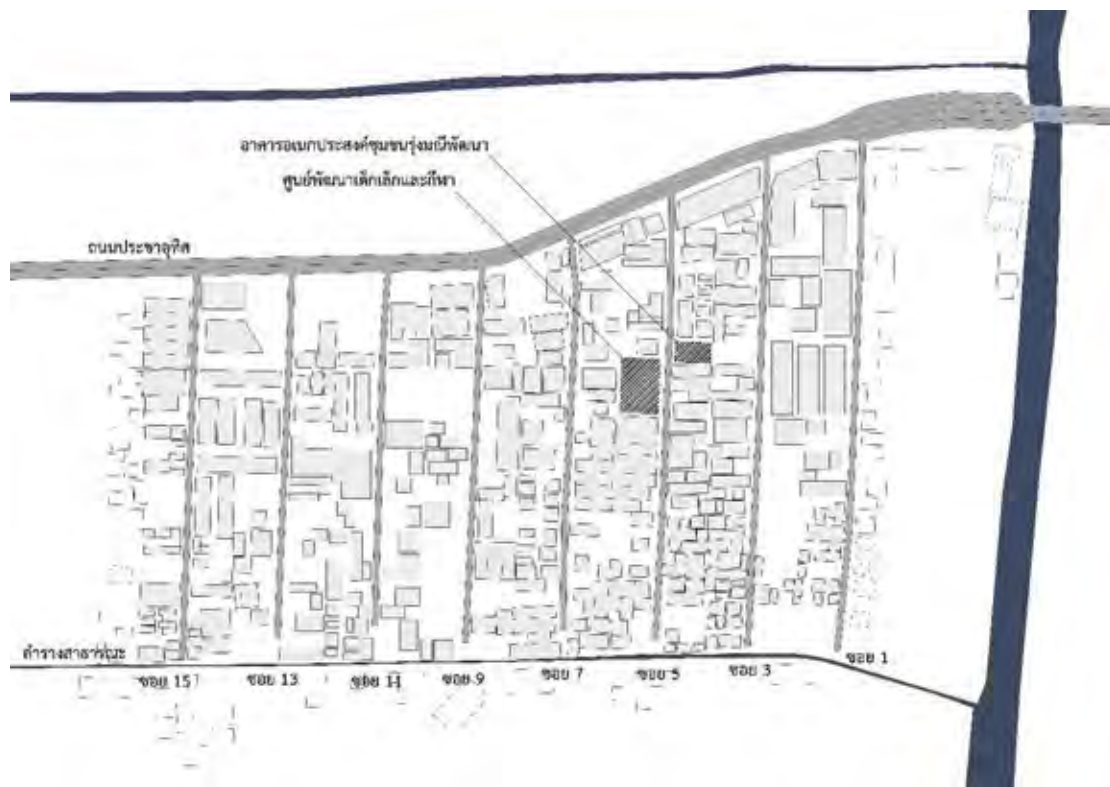 อาคารอเนกประสงค์ชุมชนรุ่งมณีพัฒนา
ศูนย์พัฒนาเด็กเล็กและกีฬา
ถนนประชาอุทิศ
ลำรางสาธารณะ
ซอย 15 ซอย 13 ซอย 11 ซอย 9 ซอย 7 ซอย 5 ซอย 3 ซอย 1